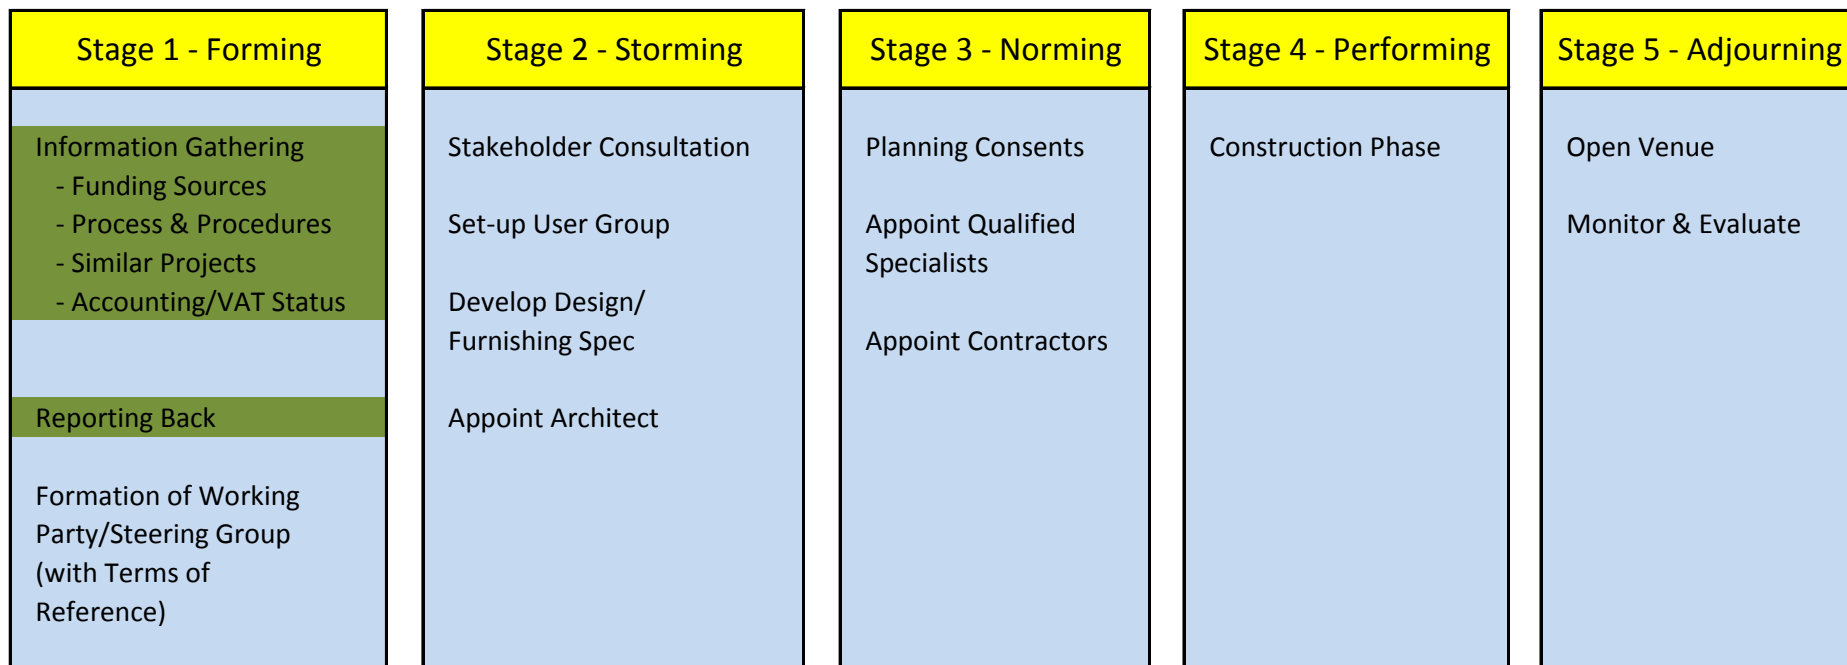 Stage 1 - Forming
Information Gathering
- Funding Sources
- Process & Procedures
- Similar Projects
- Accounting/VAT Status
Reporting Back
Formation of Working
Party/Steering Group
(with Terms of
Reference)
Stage 2 - Storming
Stakeholder Consultation
Set-up User Group
Develop Design/
Furnishing Spec
Appoint Architect
Stage 3 - Norming
Planning Consents
Appoint Qualified
Specialists
Appoint Contractors
Stage 4 - Performing
Construction Phase
Stage 5 - Adjourning
Open Venue
Monitor & Evaluate